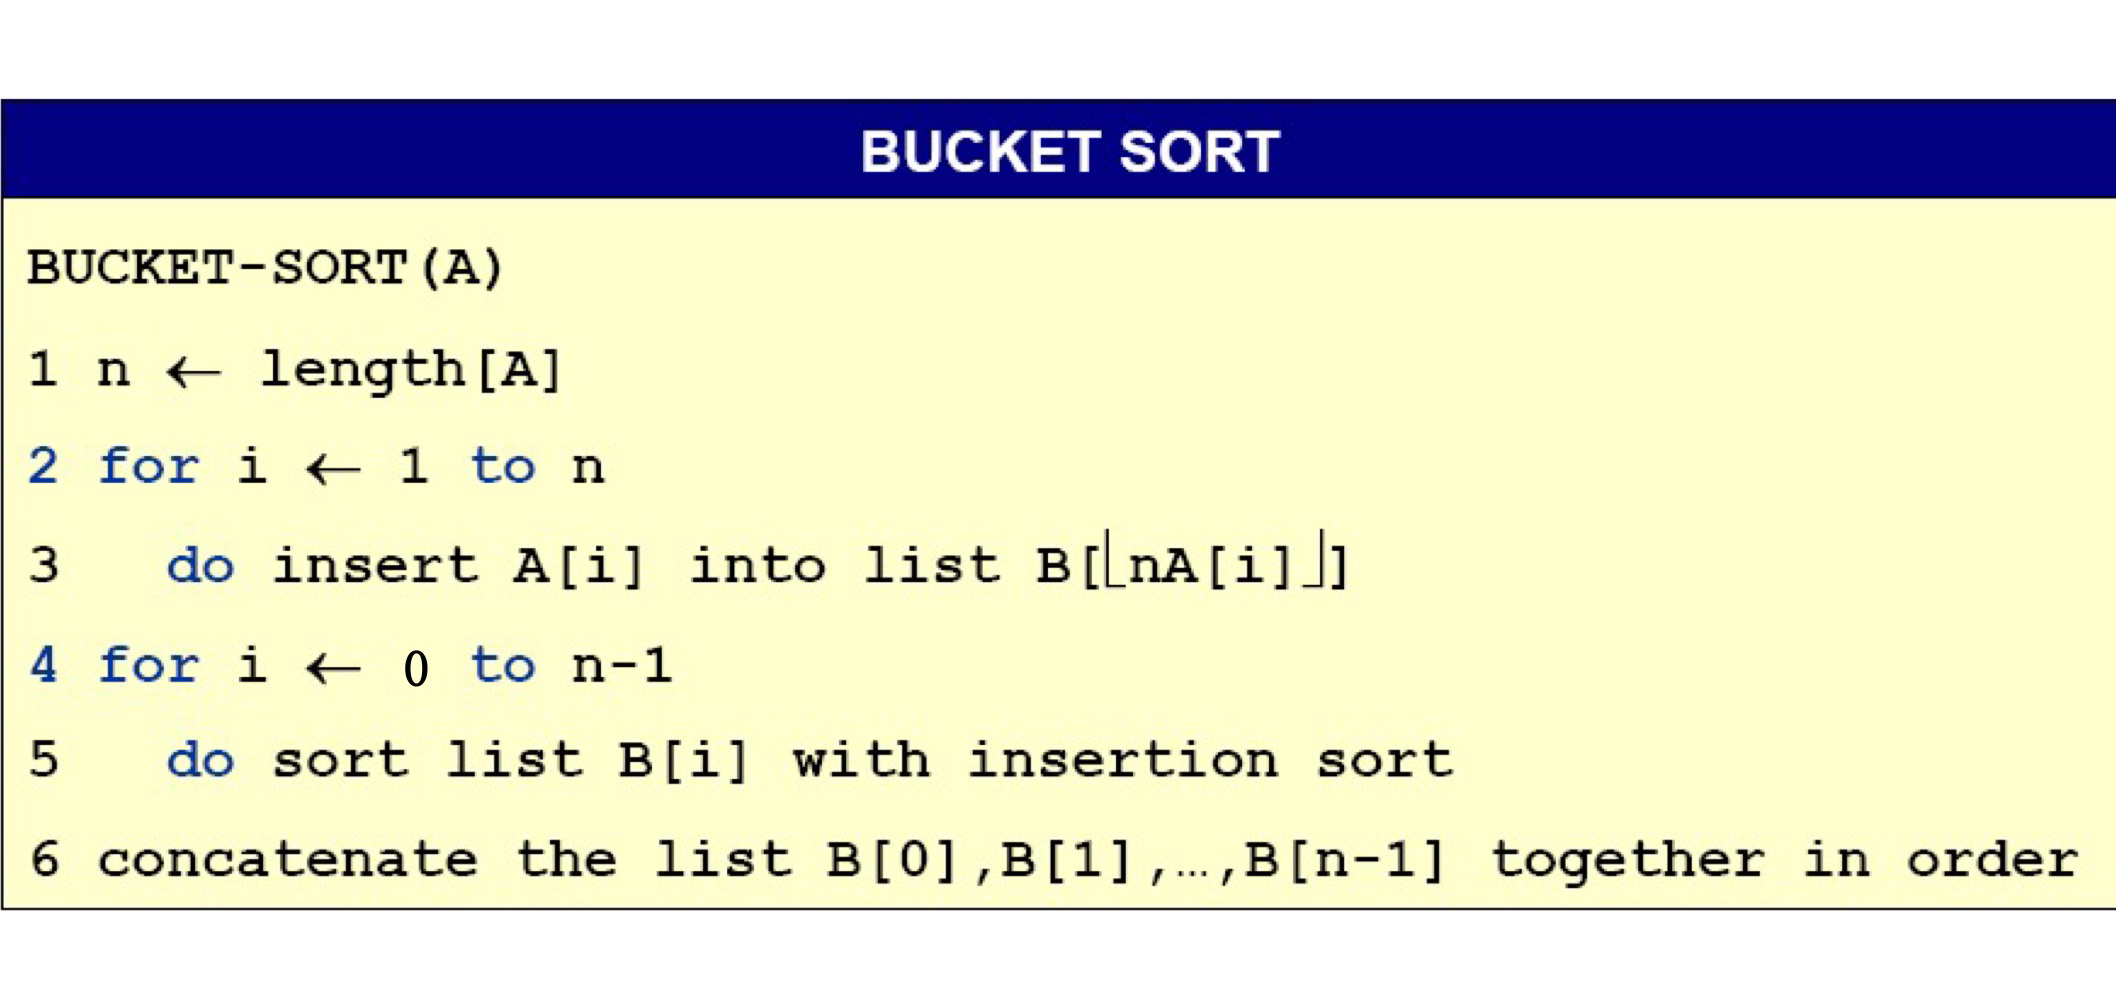 BUCKET SORT
BUCKET-SORT(A)
1 n ← length[A]
2 for i ← 1 to n
3 do insert A[i] into list B[⌊nA[i]⌋]
4 for i ← 0 to n-1
5 do sort list B[i] with insertion sort
6 concatenate the list B[0],B[1],…,B[n-1] together in order